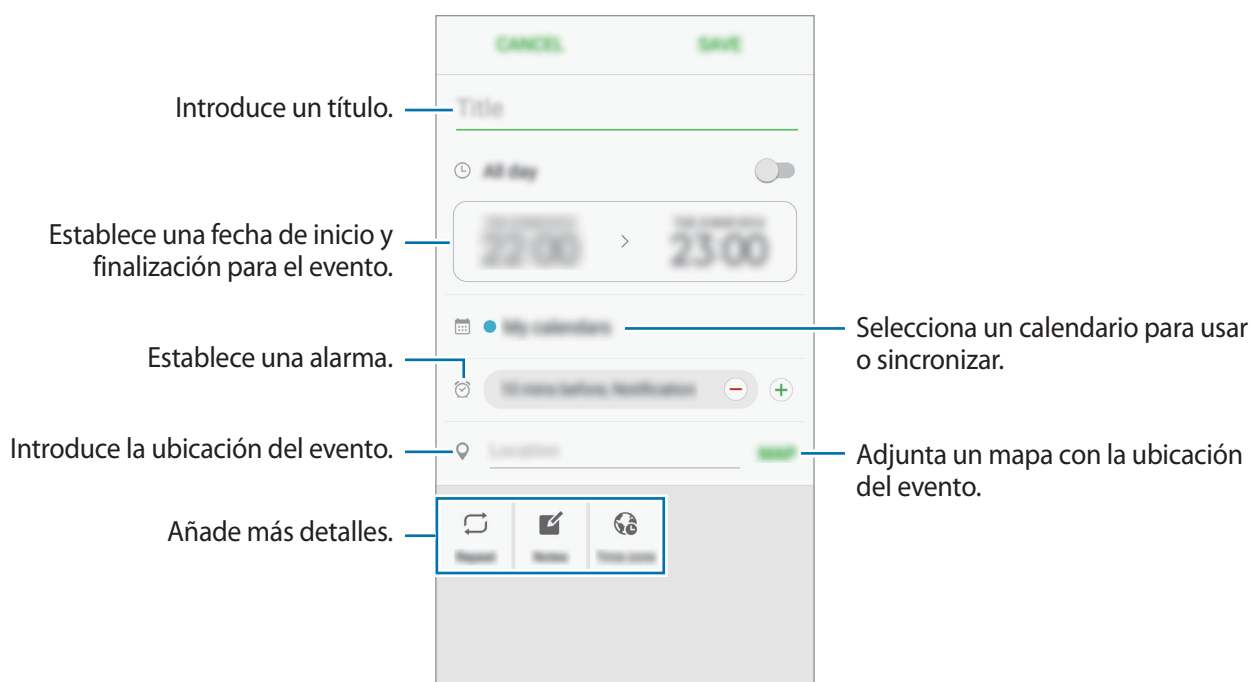 CANCEL SAVE
Introduce un título.
Title
All day
Establece una fecha de inicio y
finalización para el evento.
22:00 > 23:00
My calendars
Selecciona un calendario para usar
o sincronizar.
Establece una alarma.
10 mins before, Notification
Introduce la ubicación del evento.
Location
MAP
Adjunta un mapa con la ubicación
del evento.
Añade más detalles.
Repeat Notes Time zone